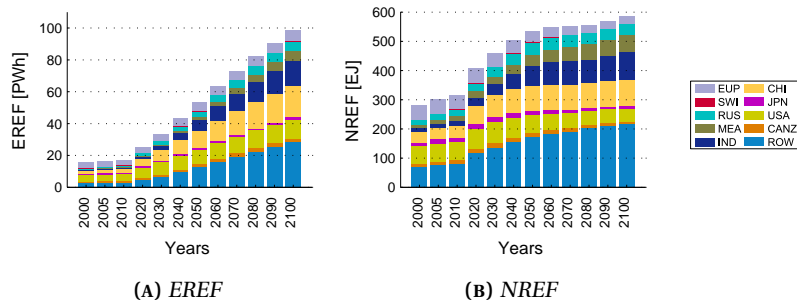 EREF [PWh]
100
80
60
40
20
0
2000 2005 2010 2020 2030 2040 2050 2060 2070 2080 2090 2100
Years
(A) EREF
NREF [EJ]
600
500
400
300
200
100
0
2000 2005 2010 2020 2030 2040 2050 2060 2070 2080 2090 2100
Years
(B) NREF
EUP CHI
SWI JPN
RUS USA
MEA CANZ
IND ROW